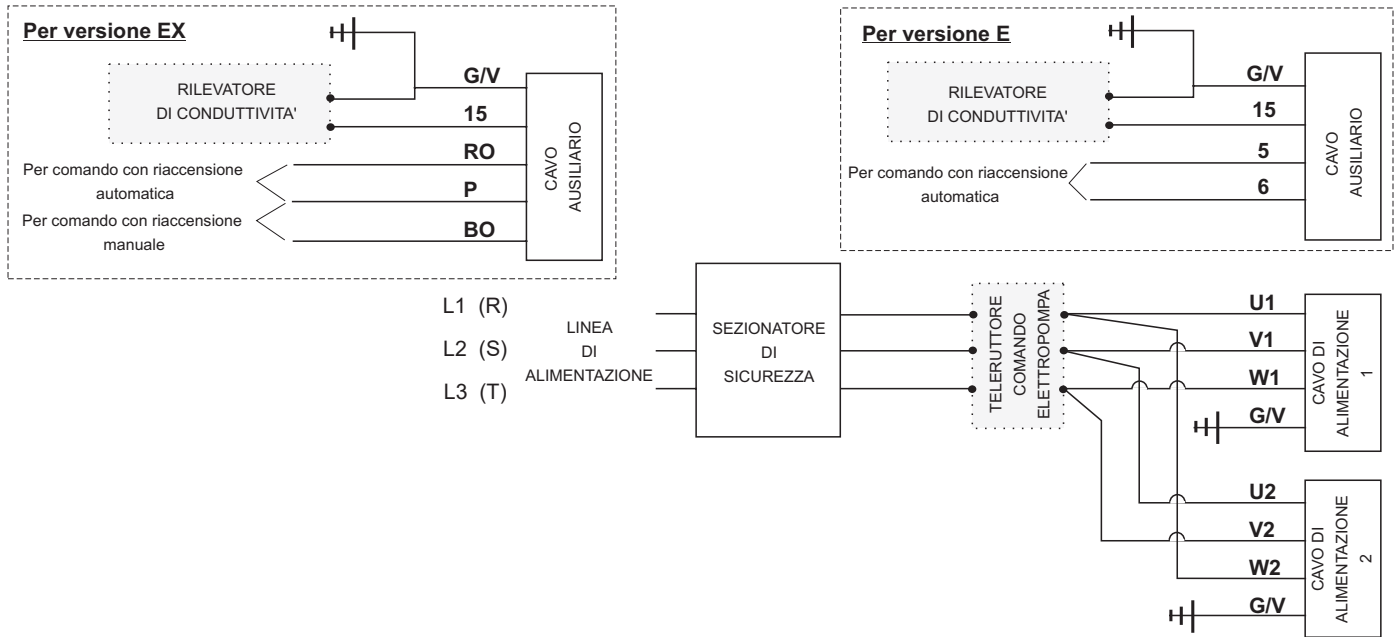 Per versione EX
RILEVATORE
DI CONDUTTIVITA'
G/V
15
RO
P
BO
Per comando con riaccensione
automatica
Per comando con riaccensione
manuale
CAVO
AUSILIARIO
Per versione E
RILEVATORE
DI CONDUTTIVITA'
G/V
15
5
6
Per comando con riaccensione
automatica
CAVO
AUSILIARIO
L1 (R)
L2 (S)
L3 (T)
LINEA
DI
ALIMENTAZIONE
SEZIONATORE
DI
SICUREZZA
TELERUTTORE
COMANDO
ELETTROPOMPA
U1
V1
W1
G/V
CAVO DI
ALIMENTAZIONE
1
U2
V2
W2
G/V
CAVO DI
ALIMENTAZIONE
2